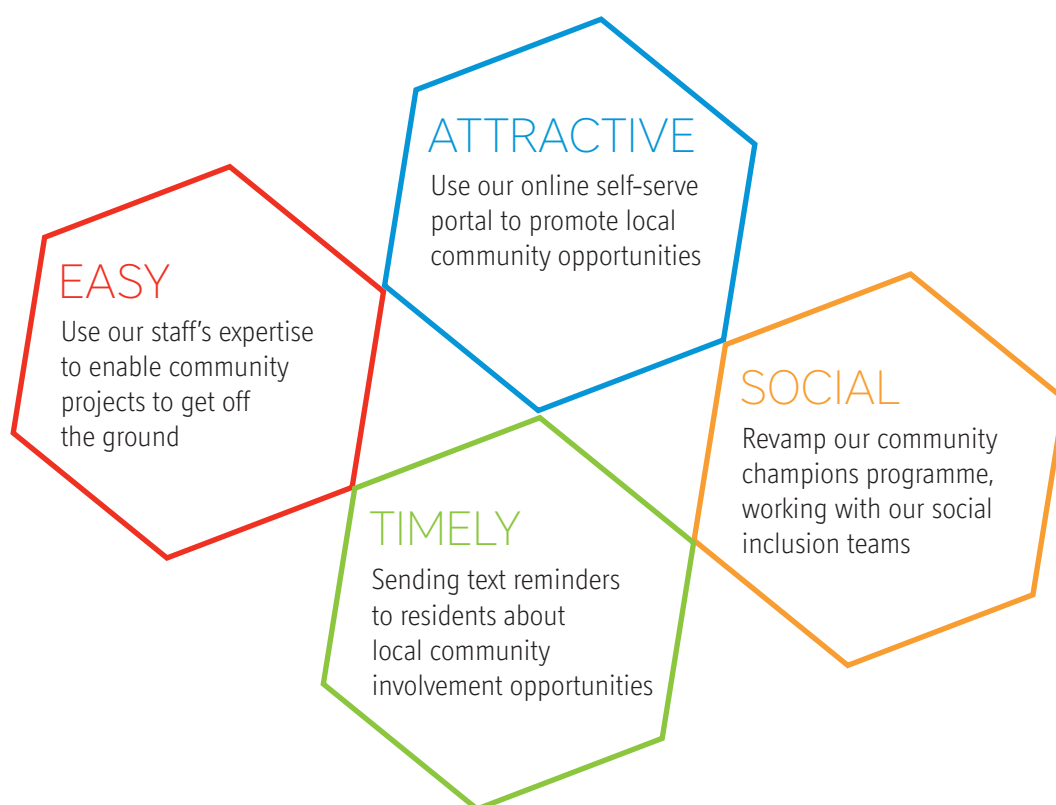 EASY
Use our staff’s expertise
to enable community
projects to get off
the ground
ATTRACTIVE
Use our online self-serve
portal to promote local
community opportunities
SOCIAL
Revamp our community
champions programme,
working with our social
inclusion teams
TIMELY
Sending text reminders
to residents about
local community
involvement opportunities